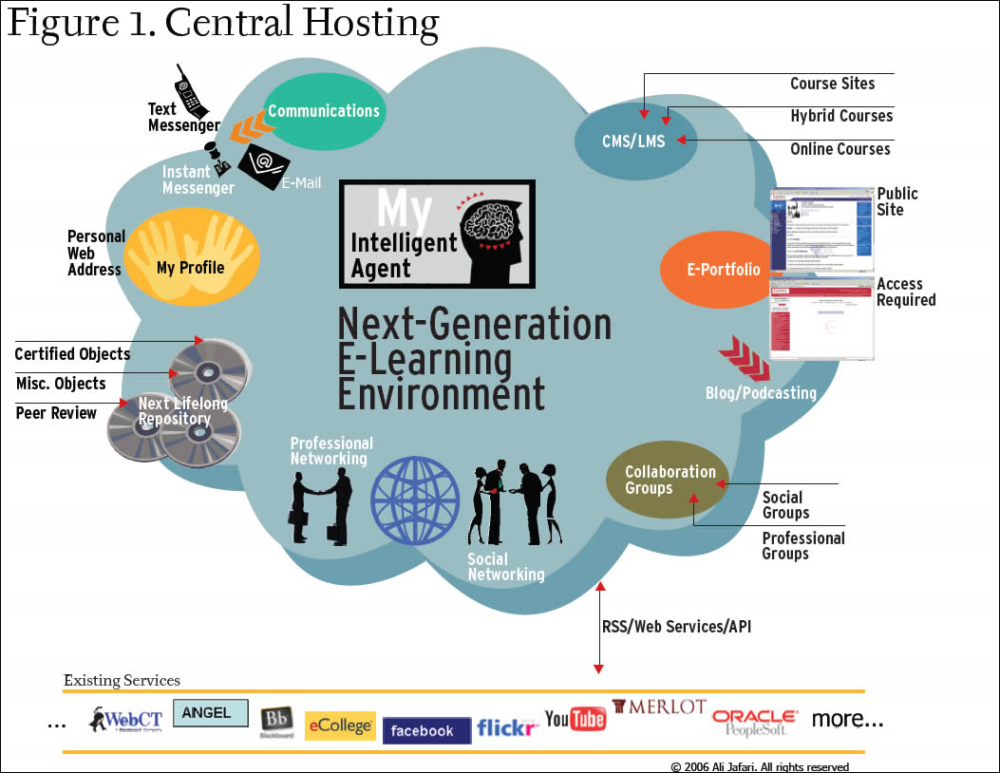 Figure 1. Central Hosting
Text
Messenger
Communications
Instant
Messenger
E-Mail
CMS/LMS
Course Sites
Hybrid Courses
Online Courses
My
Intelligent
Agent
Public
Site
Personal
Web
Address
My Profile
E-Portfolio
Access
Required
Next-Generation
E-Learning
Environment
Certified Objects
Misc. Objects
Peer Review
Next Lifelong
Repository
Blog/Podcasting
Professional
Networking
Social
Networking
Collaboration
Groups
Social
Groups
Professional
Groups
RSS/Web Services/API
Existing Services
...
WebCT
ANGEL
Bb
Blackboard
eCollege
facebook
flickr
YouTube
MERLOT
ORACLE
PeopleSoft.
more...
© 2006 Ali Jafari. All rights reserved